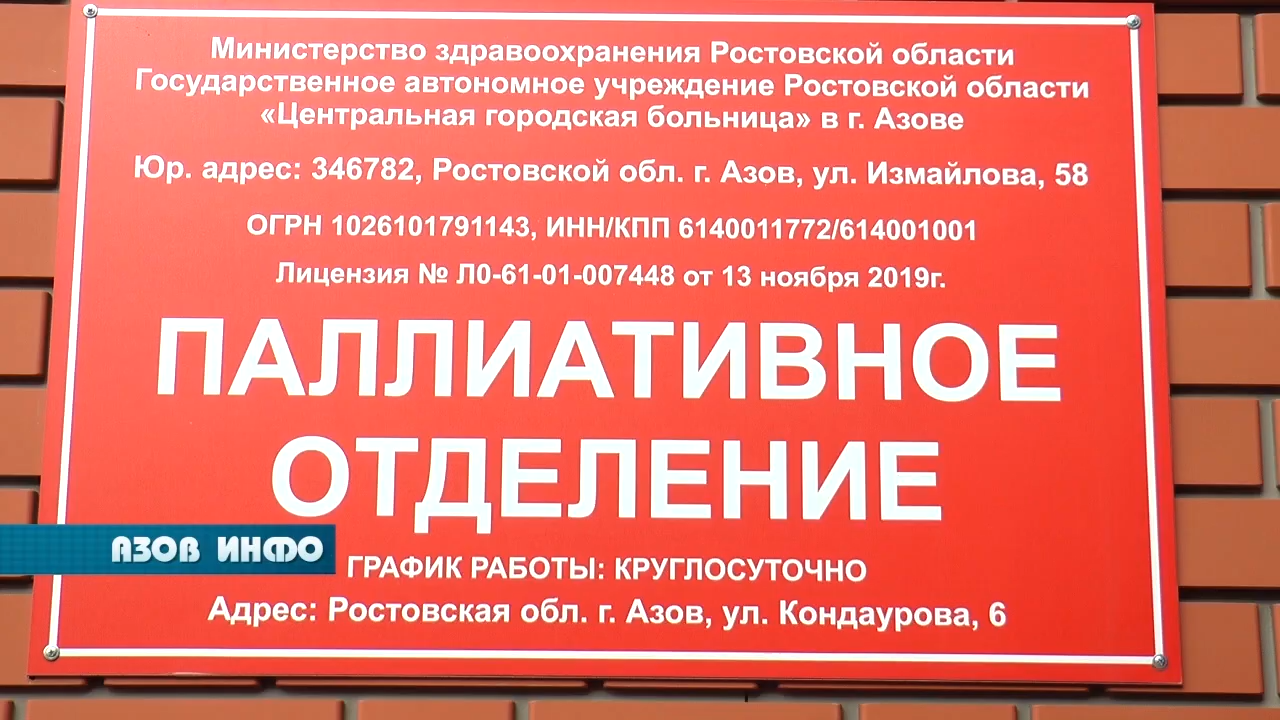 Министерство здравоохранения Ростовской области
Государственное автономное учреждение Ростовской области
«Центральная городская больница» в г. Азове
Юр. адрес: 346782, Ростовской обл. г. Азов, ул. Измайлова, 58
ОГРН 1026101791143, ИНН/КПП 6140011772/614001001
Лицензия № Л0-61-01-007448 от 13 ноября 2019г.
ПАЛЛИАТИВНОЕ
ОТДЕЛЕНИЕ
АЗОВ ИНФО
ГРАФИК РАБОТЫ: КРУГЛОСУТОЧНО
Адрес: Ростовская обл. г. Азов, ул. Кондаурова, 6